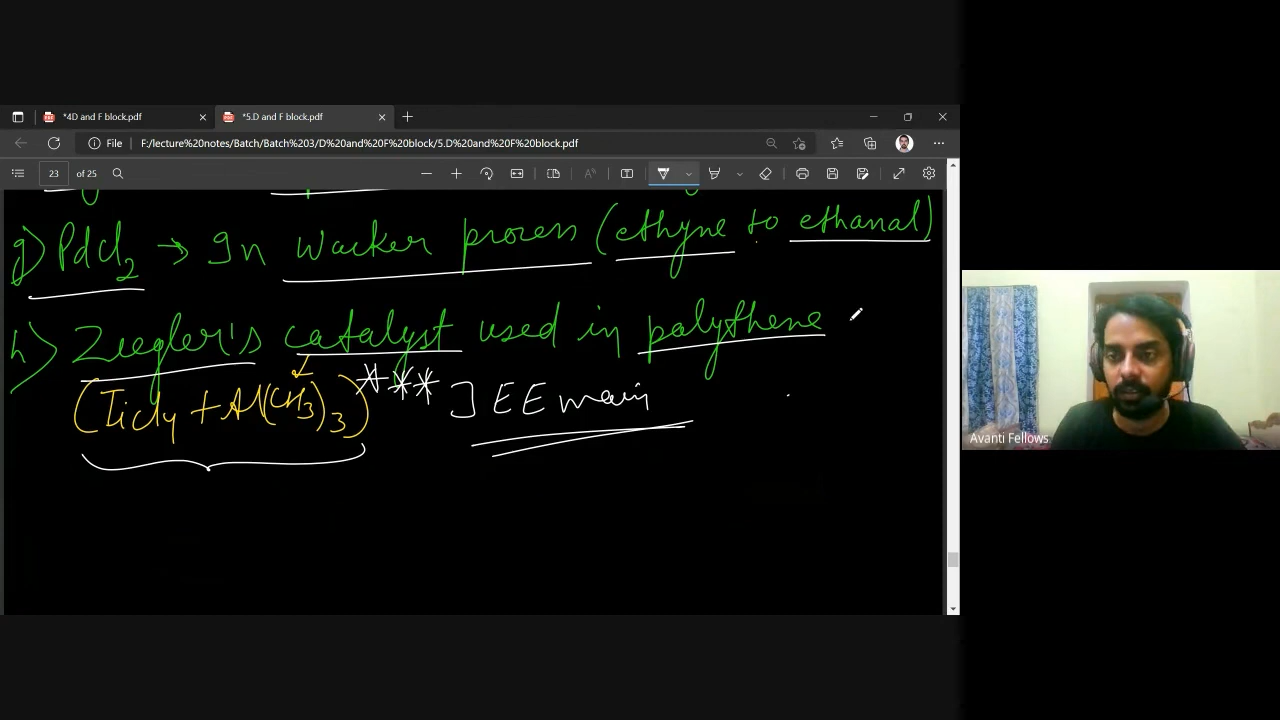 *4D and F block.pdf
*5.D and F block.pdf
File
F:/lecture%20notes/Batch/Batch%203/D%20and%20F%20block/5.D%20and%20F%20block.pdf
23 of 25
g) PdCl2 → In Wacker process (ethyne to ethanal)
h) Ziegler's catalyst used in polythene
(TiCl4 + Al(CH3)3) *** JEE main
Avanti Fellows